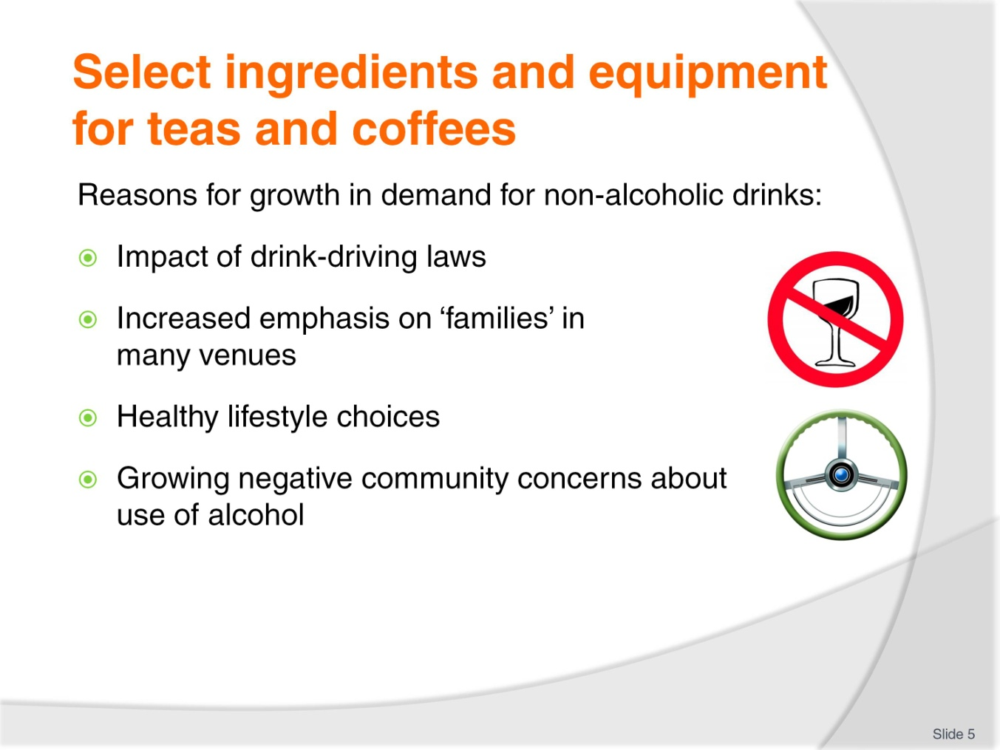 Select ingredients and equipment
for teas and coffees
Reasons for growth in demand for non-alcoholic drinks:
Impact of drink-driving laws
Increased emphasis on ‘families’ in
many venues
Healthy lifestyle choices
Growing negative community concerns about
use of alcohol
Slide 5